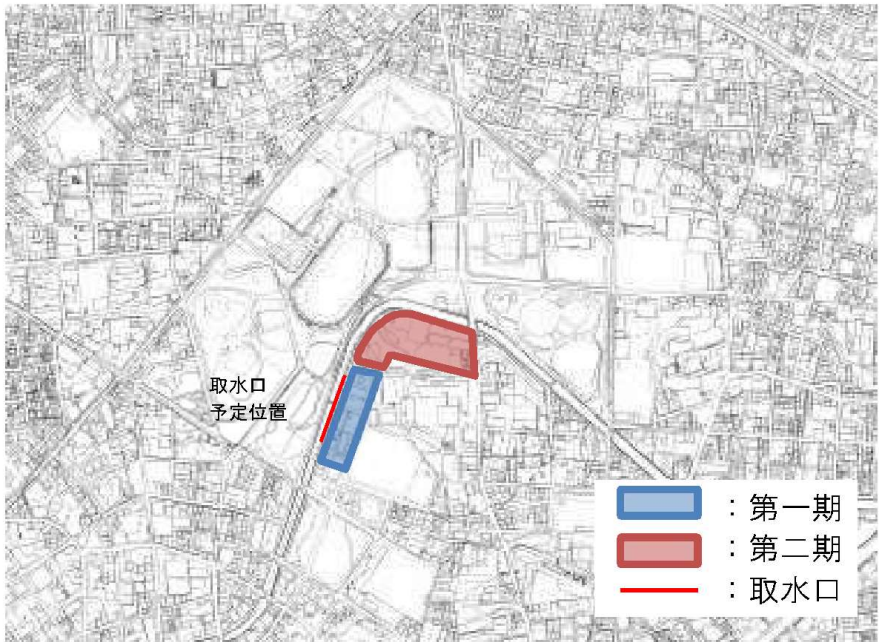 取水口
予定位置
：第一期
：第二期
：取水口